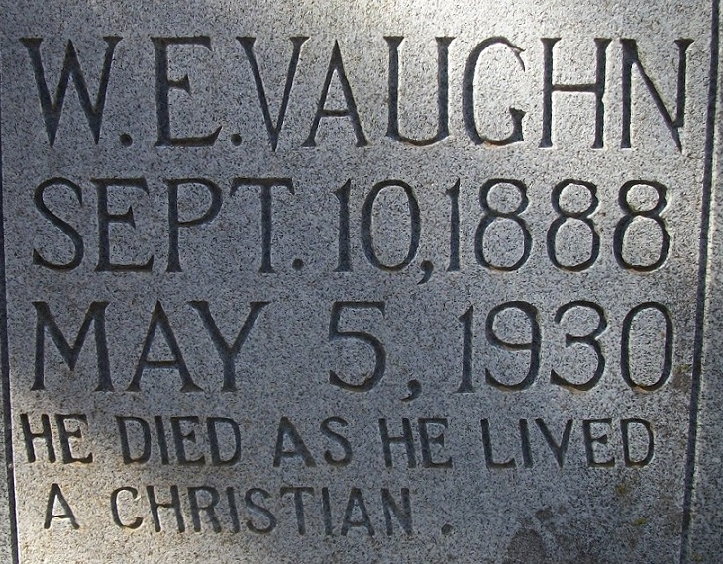 W.E.VAUGHN
SEPT. 10,1888
MAY 5, 1930
HE DIED AS HE LIVED
A CHRISTIAN.